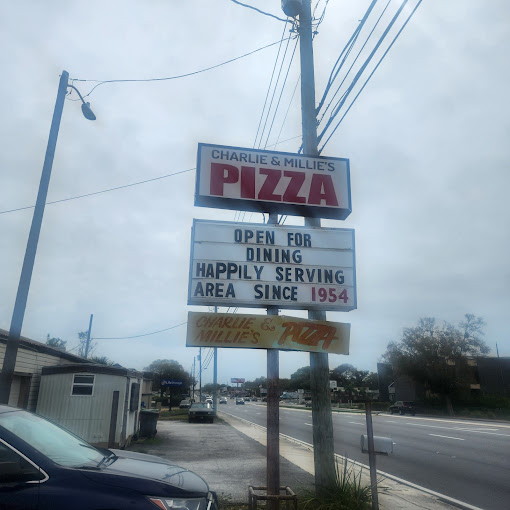 CHARLIE & MILLIE'S
PIZZA
OPEN FOR
DINING
HAPPILY SERVING
AREA SINCE 1954
CHARLIE &
MILLIE'S PIZZA